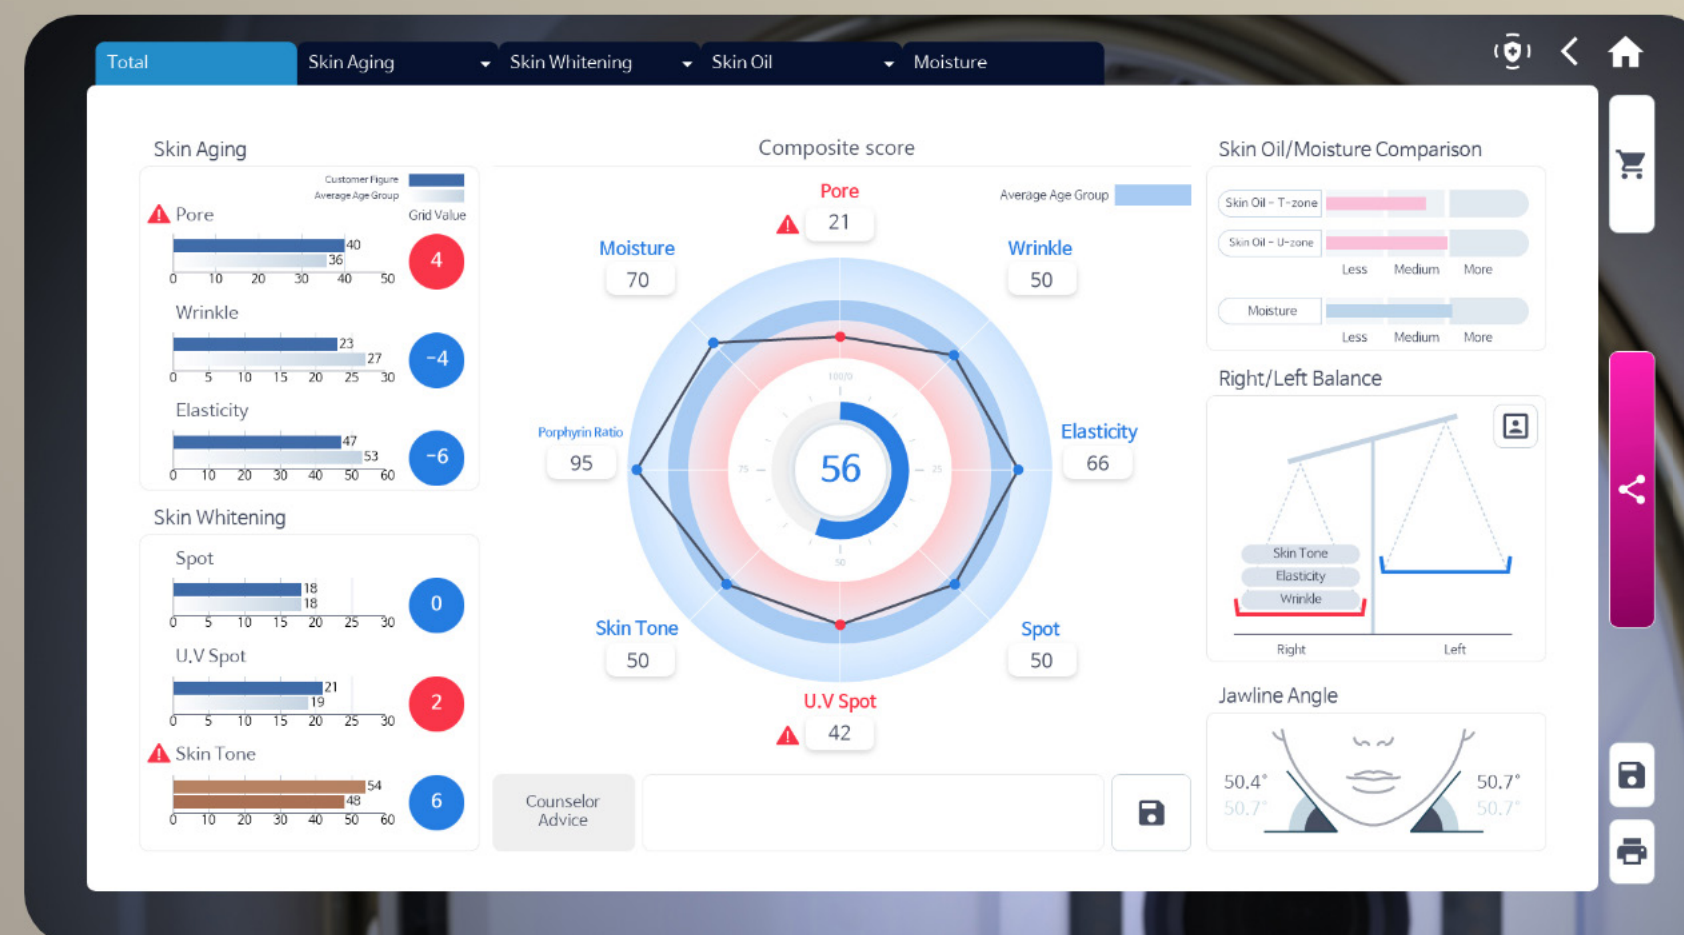 Total
Skin Aging
Skin Whitening
Skin Oil
Moisture
Skin Aging
Customer Figure
Average Age Group
Grid Value
Pore
40
36
0 10 20 30 40 50
4
Wrinkle
23
27
0 5 10 15 20 25 30
-4
Elasticity
47
53
0 10 20 30 40 50 60
-6
Skin Whitening
Spot
18
18
0 5 10 15 20 25 30
0
U.V Spot
21
19
0 5 10 15 20 25 30
2
Skin Tone
54
48
0 10 20 30 40 50 60
6
Composite score
Average Age Group
Pore
21
Wrinkle
50
Elasticity
66
Spot
50
U.V Spot
42
Skin Tone
50
Porphyrin Ratio
95
Moisture
70
100/0
75
25
50
56
Counselor
Advice
Skin Oil/Moisture Comparison
Skin Oil - T-zone
Skin Oil - U-zone
Less Medium More
Moisture
Less Medium More
Right/Left Balance
Skin Tone
Elasticity
Wrinkle
Right Left
Jawline Angle
50.4° 50.7°
50.7° 50.7°